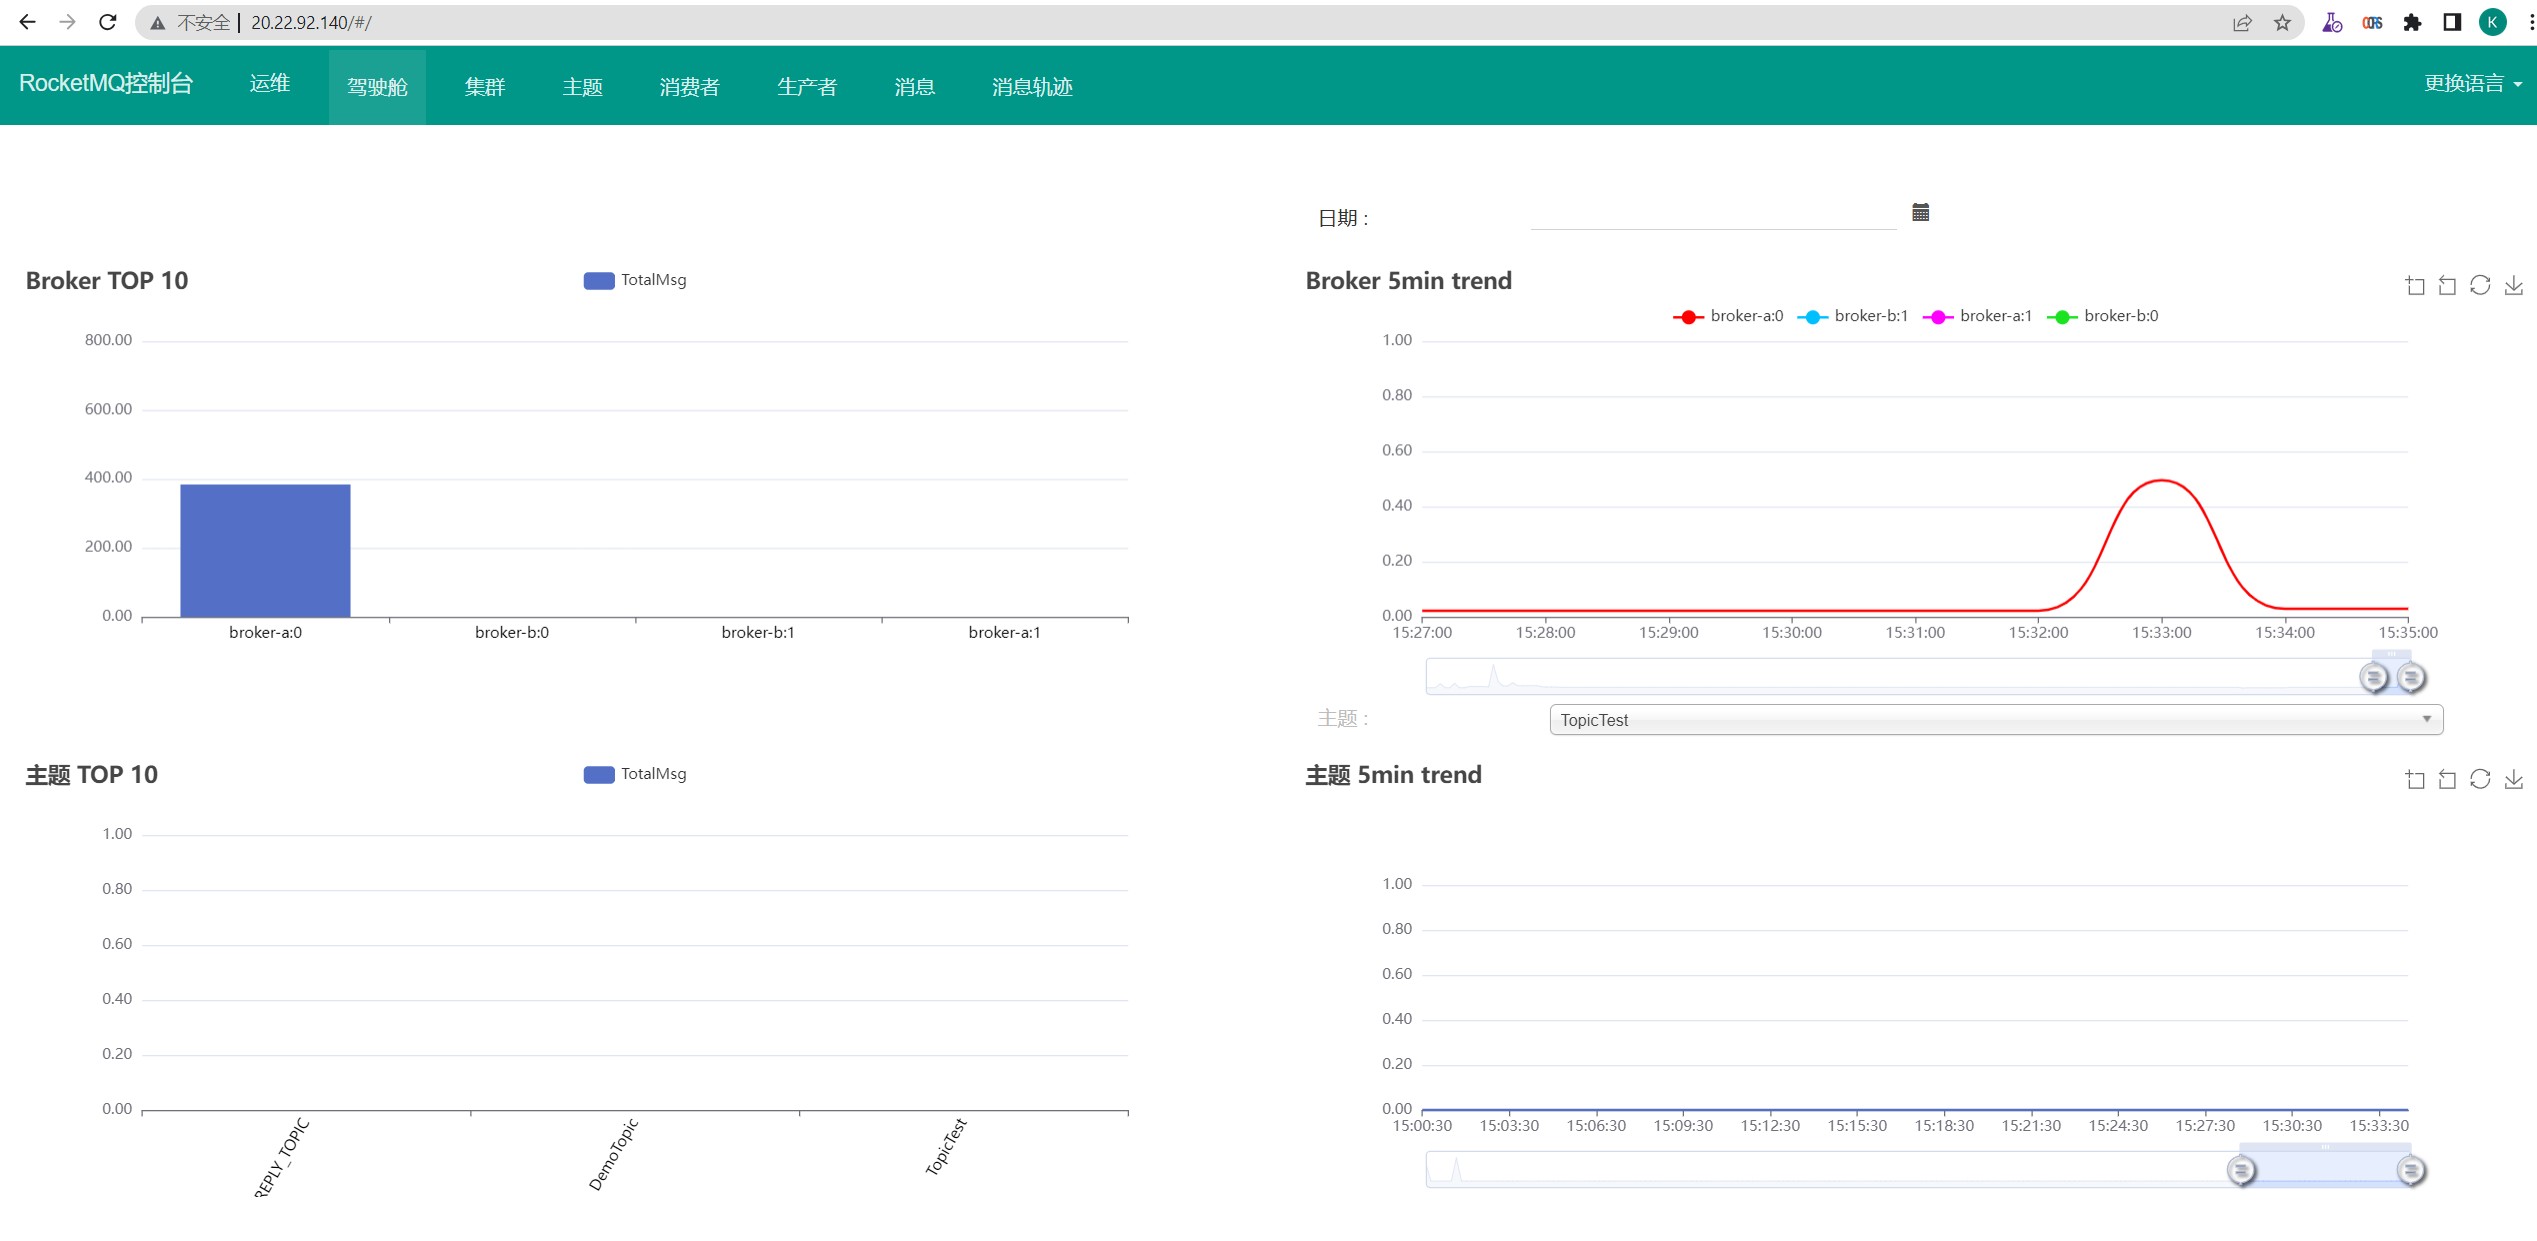 不安全 20.22.92.140/#/
K
RocketMQ控制台 运维 驾驶舱 集群 主题 消费者 生产者 消息 消息轨迹 更换语言
日期 :
Broker TOP 10
TotalMsg
800.00
600.00
400.00
200.00
0.00
broker-a:0 broker-b:0 broker-b:1 broker-a:1
Broker 5min trend
broker-a:0 broker-b:1 broker-a:1 broker-b:0
1.00
0.80
0.60
0.40
0.20
0.00
15:27:00 15:28:00 15:29:00 15:30:00 15:31:00 15:32:00 15:33:00 15:34:00 15:35:00
主题 : TopicTest
主题 TOP 10
TotalMsg
1.00
0.80
0.60
0.40
0.20
0.00
REPLY_TOPIC DemoTopic TopicTest
主题 5min trend
1.00
0.80
0.60
0.40
0.20
0.00
15:00:30 15:03:30 15:06:30 15:09:30 15:12:30 15:15:30 15:18:30 15:21:30 15:24:30 15:27:30 15:30:30 15:33:30